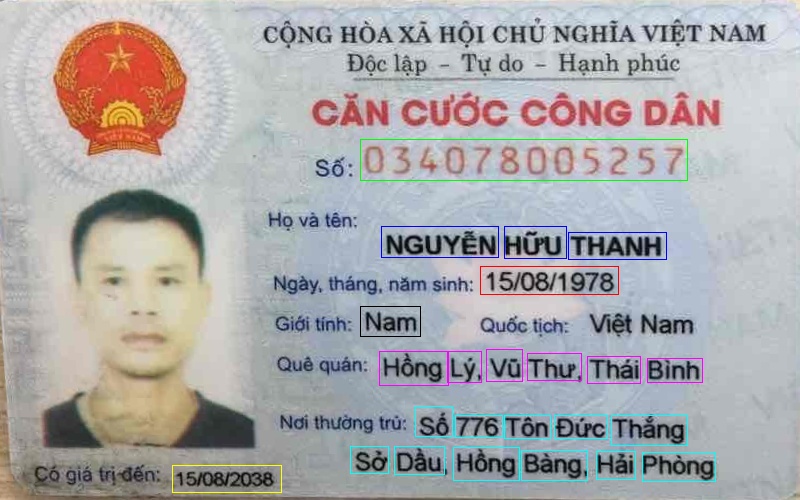 CỘNG HÒA XÃ HỘI CHỦ NGHĨA VIỆT NAM
Độc lập - Tự do - Hạnh phúc
CĂN CƯỚC CÔNG DÂN
Số: 034078005257
Họ và tên:
NGUYỄN HỮU THANH
Ngày, tháng, năm sinh: 15/08/1978
Giới tính: Nam Quốc tịch: Việt Nam
Quê quán: Hồng Lý, Vũ Thư, Thái Bình
Nơi thường trú: Số 776 Tôn Đức Thắng
Sở Dầu, Hồng Bàng, Hải Phòng
Có giá trị đến: 15/08/2038